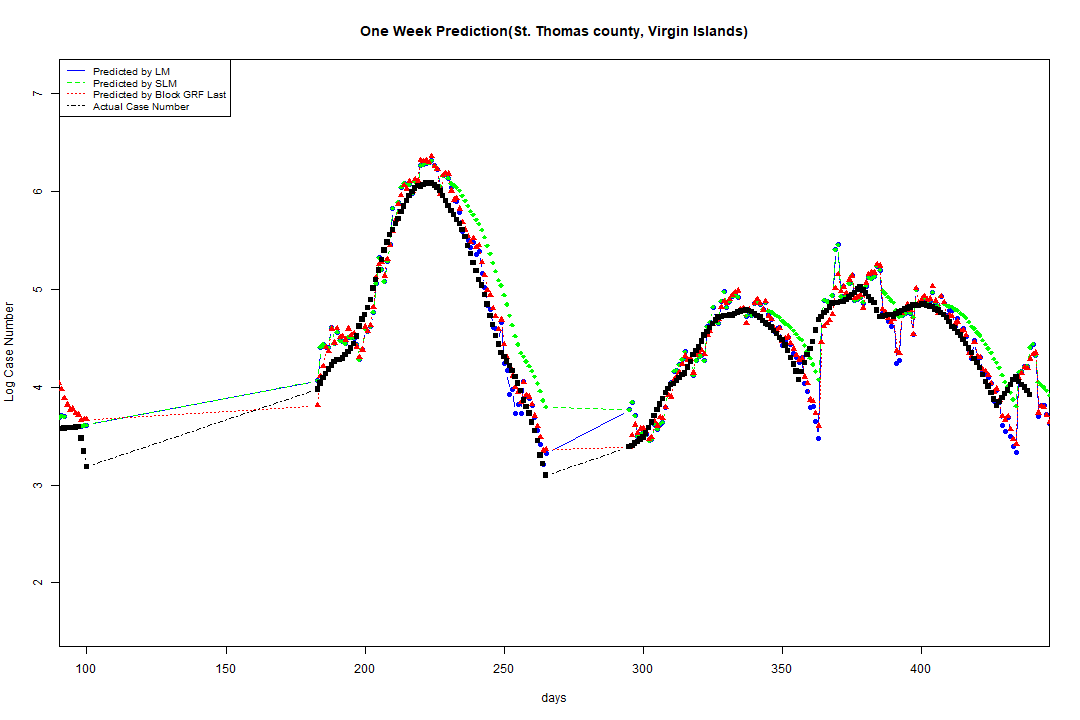 One Week Prediction(St. Thomas county, Virgin Islands)
Predicted by LM
Predicted by SLM
Predicted by Block GRF Last
Actual Case Number
Log Case Number
7
6
5
4
3
2
100 150 200 250 300 350 400
days